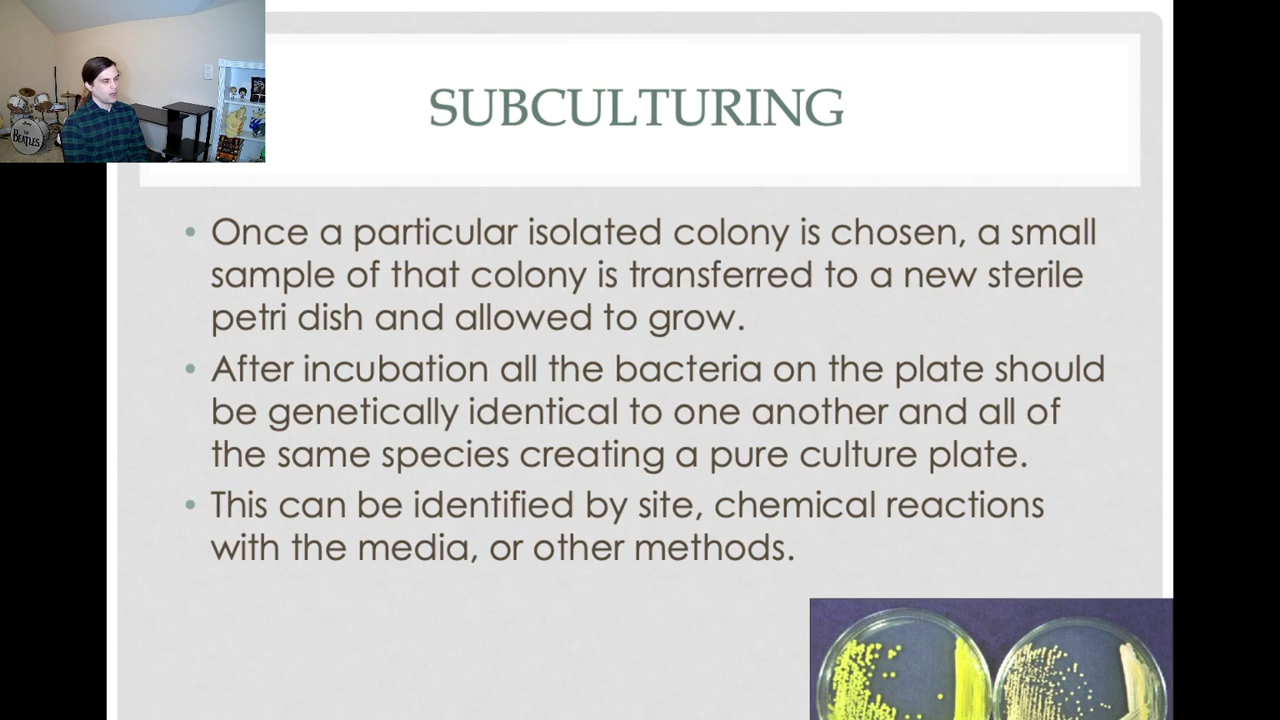 SUBCULTURING
• Once a particular isolated colony is chosen, a small
sample of that colony is transferred to a new sterile
petri dish and allowed to grow.
• After incubation all the bacteria on the plate should
be genetically identical to one another and all of
the same species creating a pure culture plate.
• This can be identified by site, chemical reactions
with the media, or other methods.
THE
BEATLES